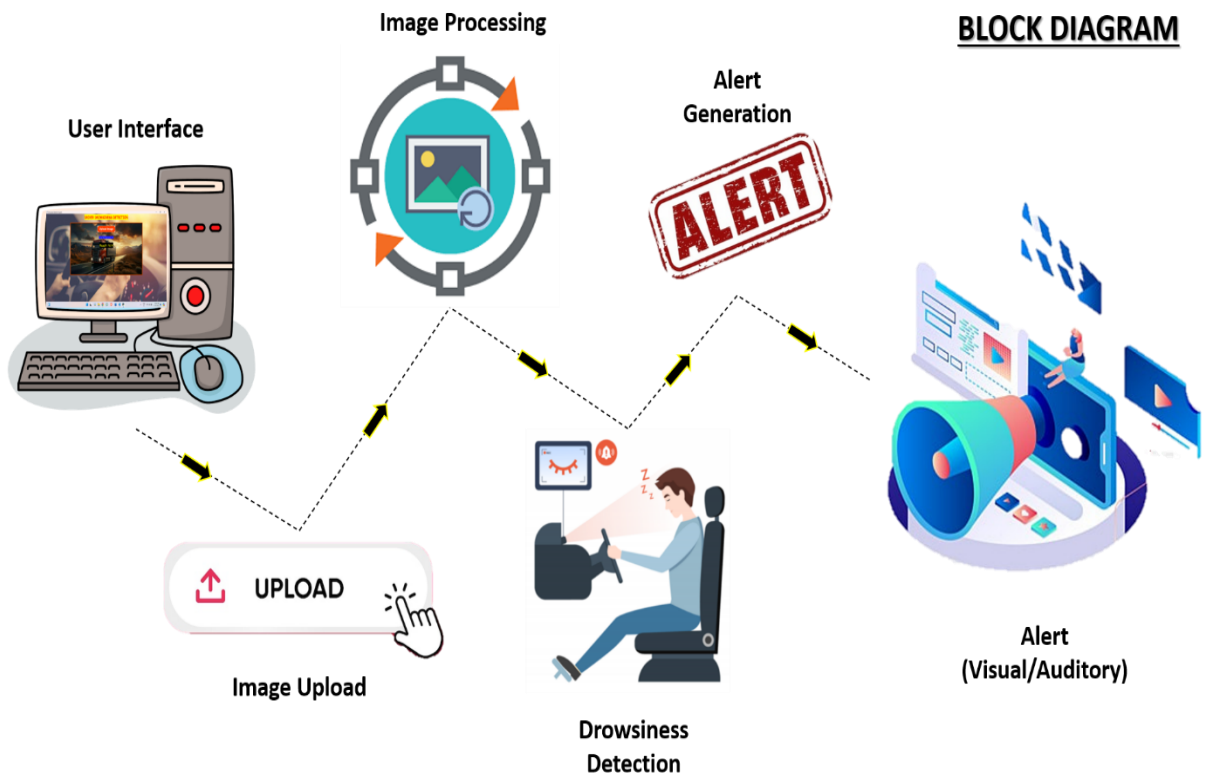 BLOCK DIAGRAM
User Interface
Image Upload
UPLOAD
Image Processing
Drowsiness
Detection
Z
Z
Z
Alert
Generation
ALERT
Alert
(Visual/Auditory)